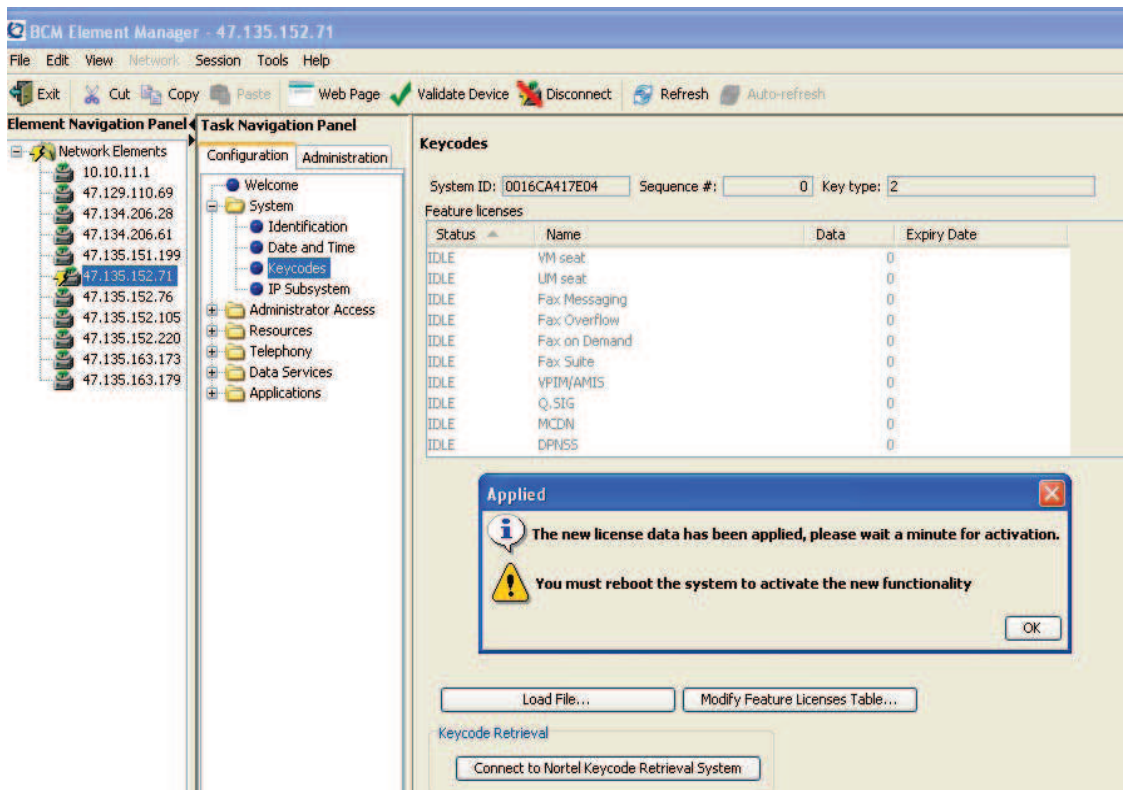 BCM Element Manager - 47.135.152.71
File Edit View Network Session Tools Help
Exit Cut Copy Paste Web Page Validate Device Disconnect Refresh Auto-refresh
Element Navigation Panel
Network Elements
10.10.11.1
47.129.110.69
47.134.206.28
47.134.206.61
47.135.151.199
47.135.152.71
47.135.152.76
47.135.152.105
47.135.152.220
47.135.163.173
47.135.163.179
Task Navigation Panel
Configuration Administration
Welcome
System
Identification
Date and Time
Keycodes
IP Subsystem
Administrator Access
Resources
Telephony
Data Services
Applications
Keycodes
System ID: 0016CA417E04 Sequence #: 0 Key type: 2
Feature licenses
Status Name Data Expiry Date
IDLE VM seat 0
IDLE UM seat 0
IDLE Fax Messaging 0
IDLE Fax Overflow 0
IDLE Fax on Demand 0
IDLE Fax Suite 0
IDLE VPIM/AMIS 0
IDLE Q.SIG 0
IDLE MCDN 0
IDLE DPNSS 0
Applied
The new license data has been applied, please wait a minute for activation.
You must reboot the system to activate the new functionality
OK
Load File... Modify Feature Licenses Table...
Keycode Retrieval
Connect to Nortel Keycode Retrieval System